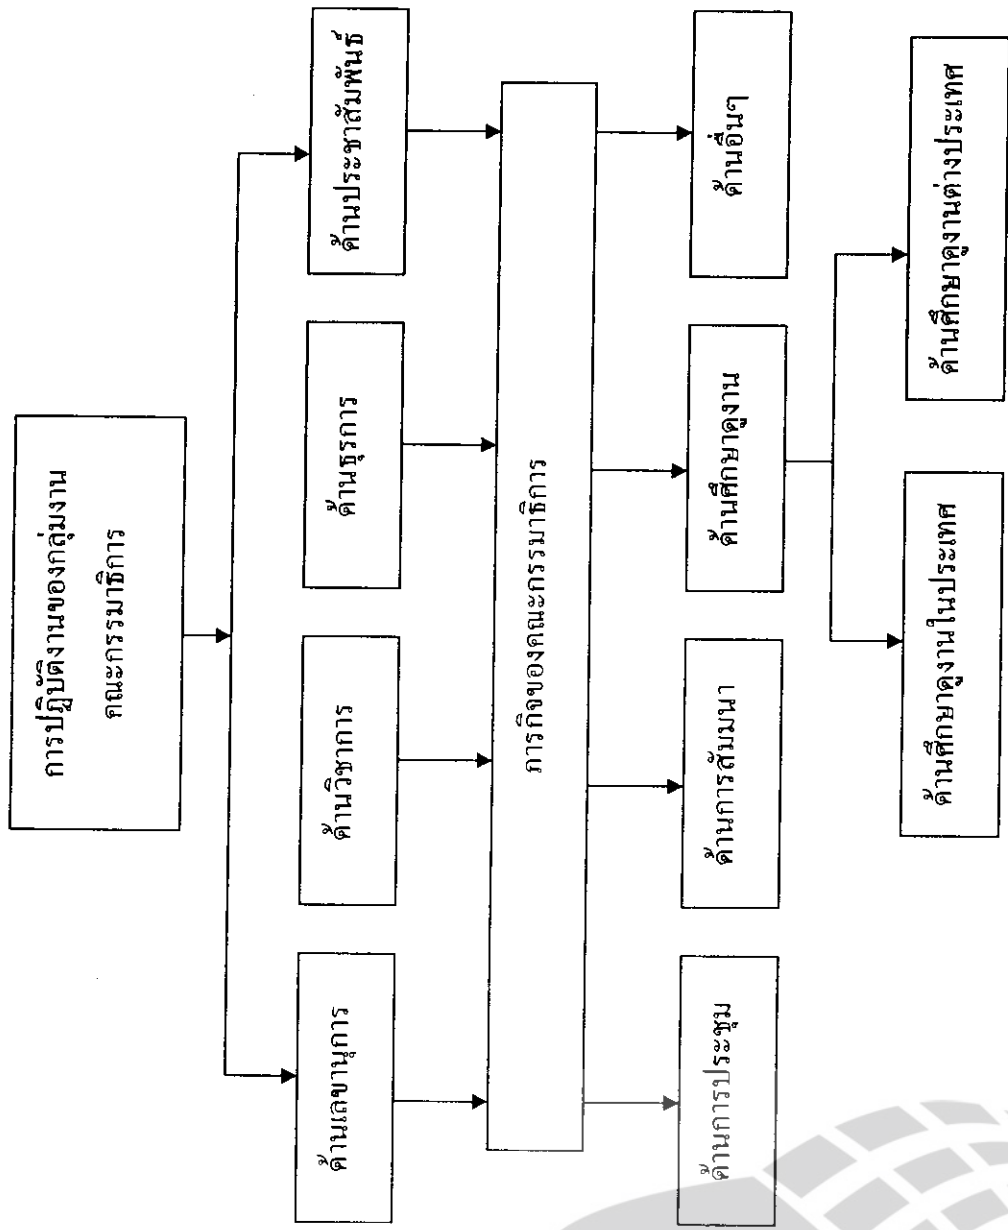 การปฏิบัติงานของกลุ่มงาน
คณะกรรมาธิการ
ด้านเลขานุการ
ด้านวิชาการ
ด้านธุรการ
ด้านประชาสัมพันธ์
ภารกิจของคณะกรรมาธิการ
ด้านการประชุม
ด้านการสัมมนา
ด้านศึกษาดูงาน
ด้านอื่นๆ
ด้านศึกษาดูงานในประเทศ
ด้านศึกษาดูงานต่างประเทศ